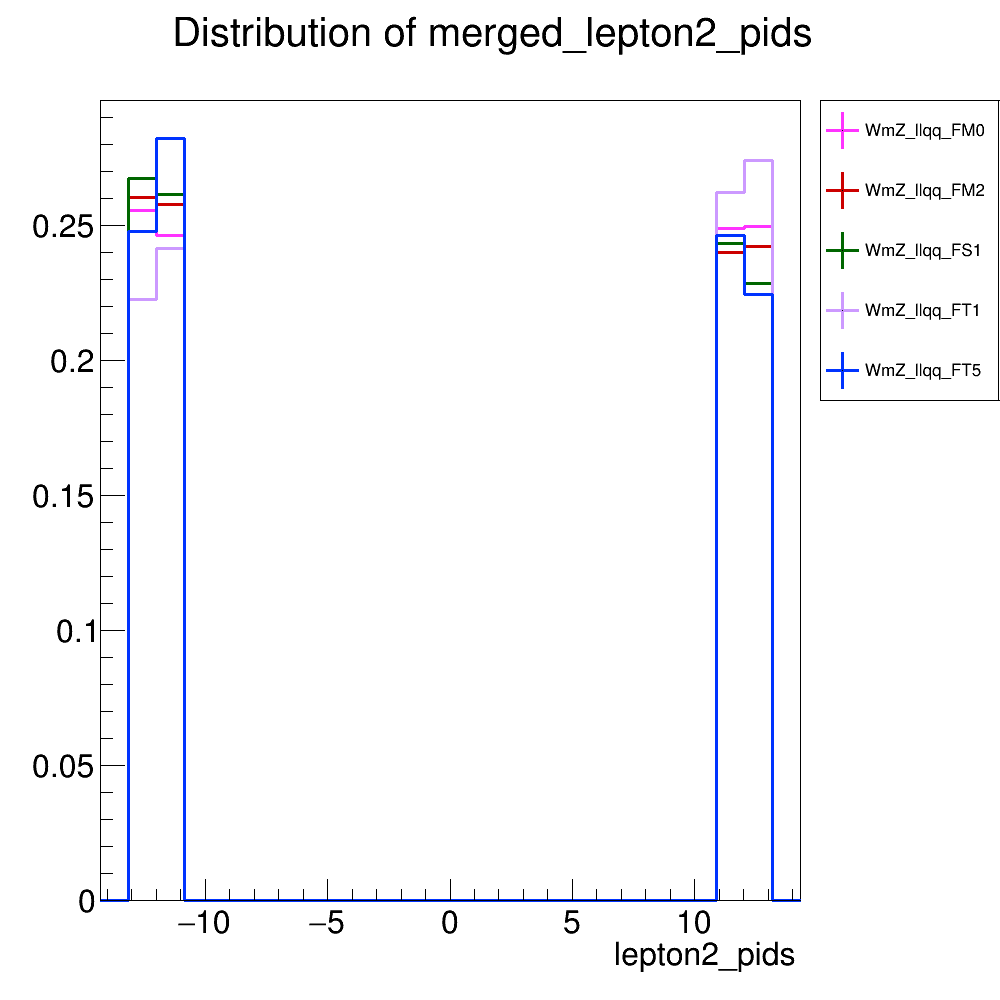 Distribution of merged_lepton2_pids
WmZ_llqq_FM0
WmZ_llqq_FM2
WmZ_llqq_FS1
WmZ_llqq_FT1
WmZ_llqq_FT5
0.25
0.2
0.15
0.1
0.05
0
−10 −5 0 5 10
lepton2_pids